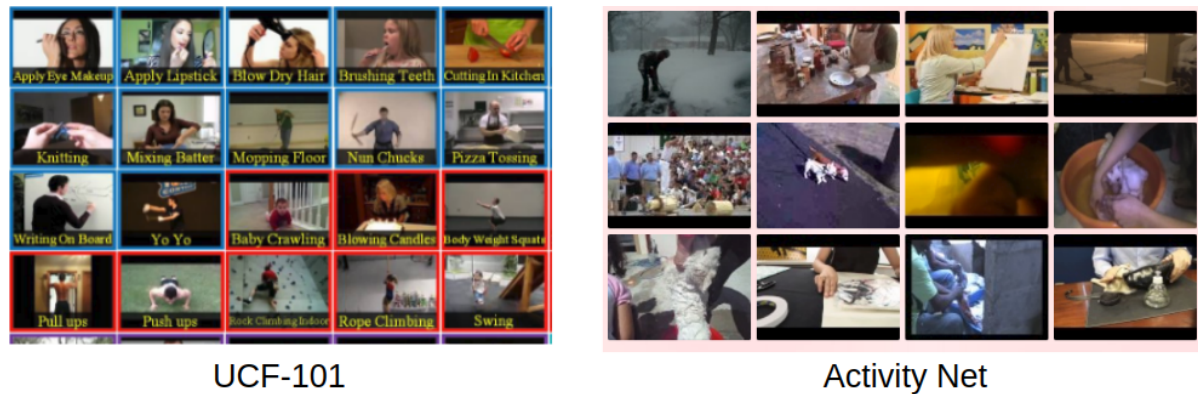 Apply Eye Makeup
Apply Lipstick
Blow Dry Hair
Brushing Teeth
Cutting In Kitchen
Knitting
Mixing Batter
Mopping Floor
Nun Chucks
Pizza Tossing
Writing On Board
Yo Yo
Baby Crawling
Blowing Candles
Body Weight Squats
Pull ups
Push ups
Rock Climbing Indoor
Rope Climbing
Swing
UCF-101
Activity Net